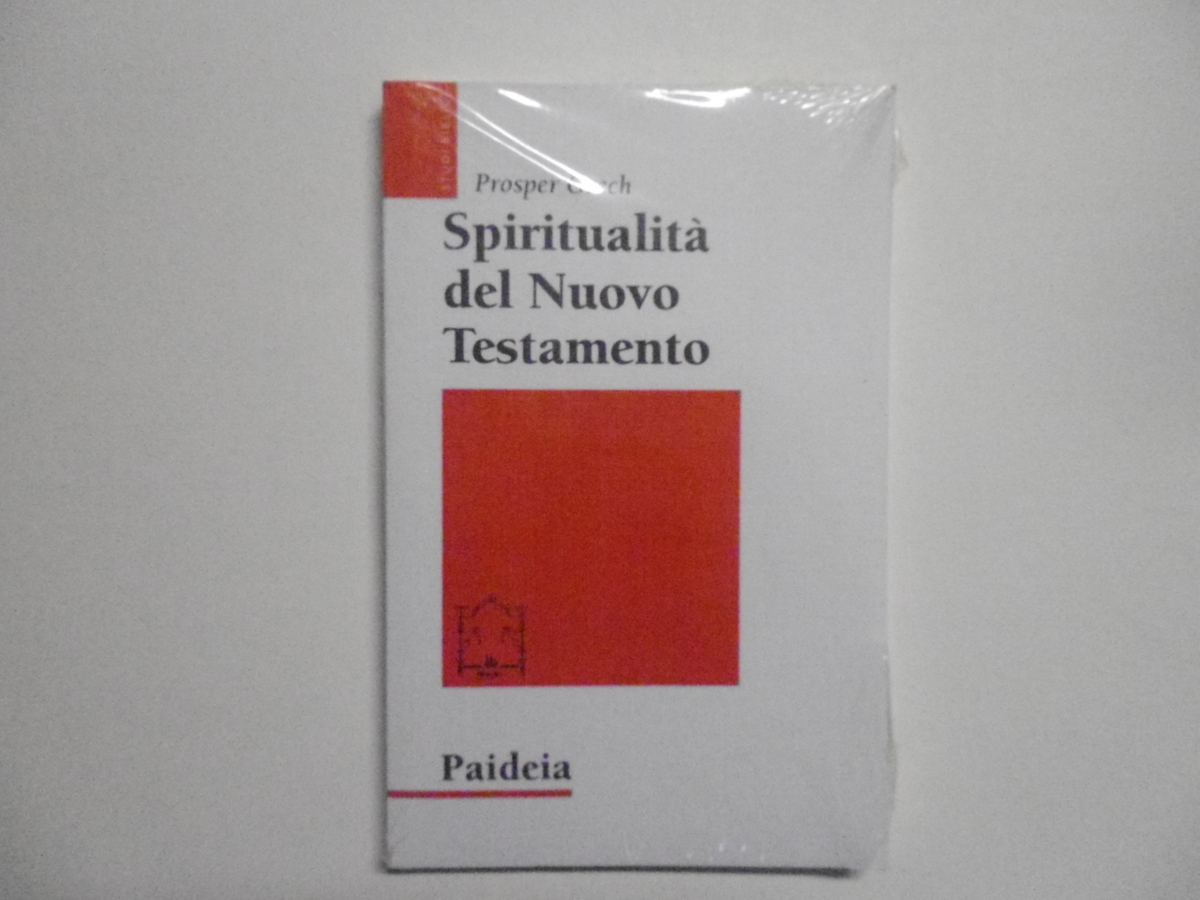 Prosper
Spiritualità
del Nuovo
Testamento
Paideia